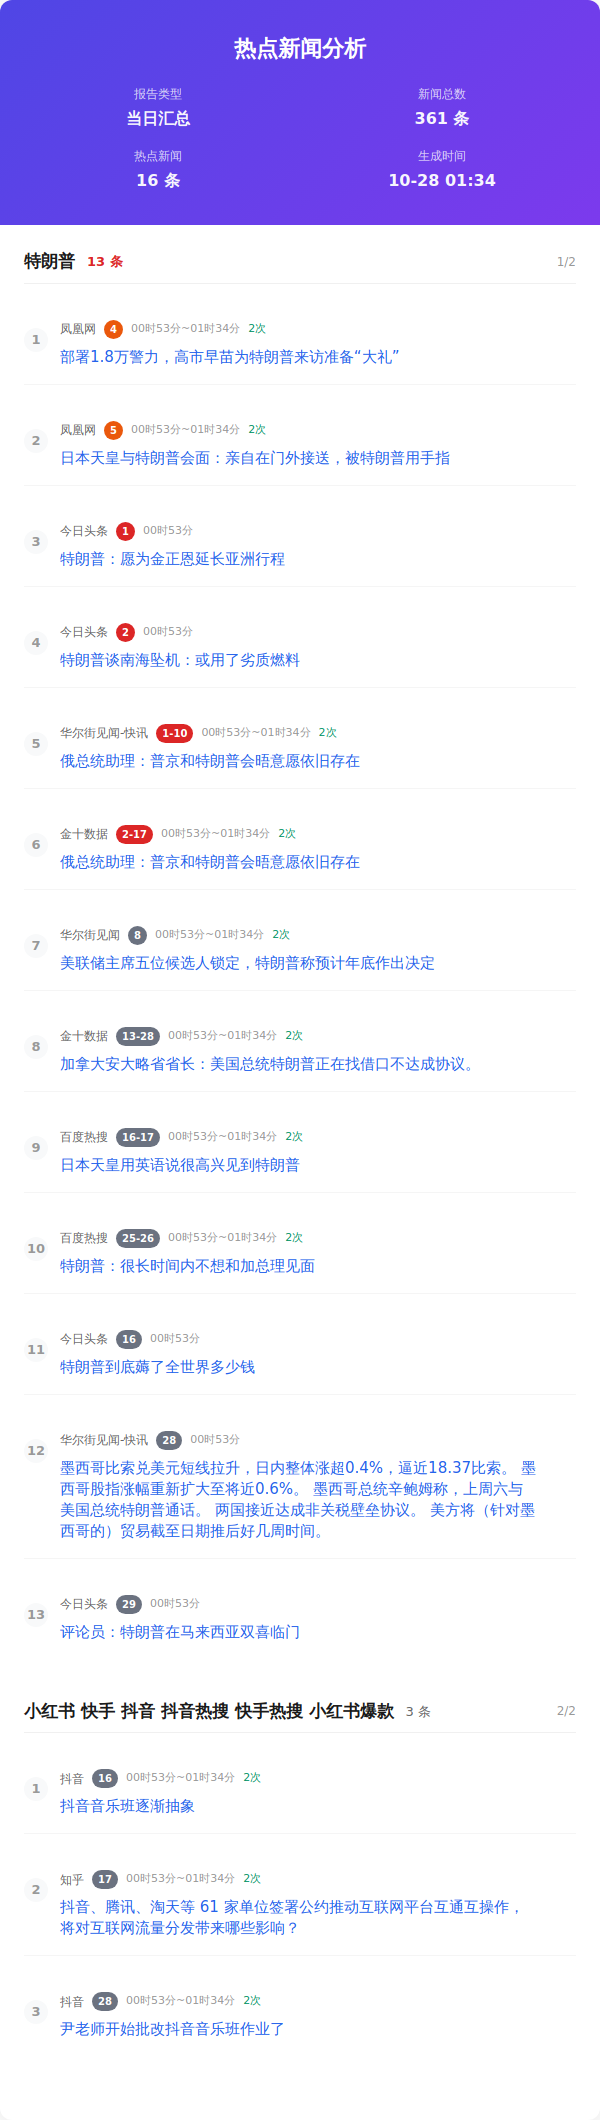 热点新闻分析
报告类型
当日汇总
新闻总数
361 条
热点新闻
16 条
生成时间
10-28 01:34
特朗普 13 条 1/2
1
凤凰网 4 00时53分~01时34分 2次
部署1.8万警力，高市早苗为特朗普来访准备“大礼”
2
凤凰网 5 00时53分~01时34分 2次
日本天皇与特朗普会面：亲自在门外接送，被特朗普用手指
3
今日头条 1 00时53分
特朗普：愿为金正恩延长亚洲行程
4
今日头条 2 00时53分
特朗普谈南海坠机：或用了劣质燃料
5
华尔街见闻-快讯 1-10 00时53分~01时34分 2次
俄总统助理：普京和特朗普会晤意愿依旧存在
6
金十数据 2-17 00时53分~01时34分 2次
俄总统助理：普京和特朗普会晤意愿依旧存在
7
华尔街见闻 8 00时53分~01时34分 2次
美联储主席五位候选人锁定，特朗普称预计年底作出决定
8
金十数据 13-28 00时53分~01时34分 2次
加拿大安大略省省长：美国总统特朗普正在找借口不达成协议。
9
百度热搜 16-17 00时53分~01时34分 2次
日本天皇用英语说很高兴见到特朗普
10
百度热搜 25-26 00时53分~01时34分 2次
特朗普：很长时间内不想和加总理见面
11
今日头条 16 00时53分
特朗普到底薅了全世界多少钱
12
华尔街见闻-快讯 28 00时53分
墨西哥比索兑美元短线拉升，日内整体涨超0.4%，逼近18.37比索。 墨
西哥股指涨幅重新扩大至将近0.6%。 墨西哥总统辛鲍姆称，上周六与
美国总统特朗普通话。 两国接近达成非关税壁垒协议。 美方将（针对墨
西哥的）贸易截至日期推后好几周时间。
13
今日头条 29 00时53分
评论员：特朗普在马来西亚双喜临门
小红书 快手 抖音 抖音热搜 快手热搜 小红书爆款 3 条 2/2
1
抖音 16 00时53分~01时34分 2次
抖音音乐班逐渐抽象
2
知乎 17 00时53分~01时34分 2次
抖音、腾讯、淘天等 61 家单位签署公约推动互联网平台互通互操作，
将对互联网流量分发带来哪些影响？
3
抖音 28 00时53分~01时34分 2次
尹老师开始批改抖音音乐班作业了